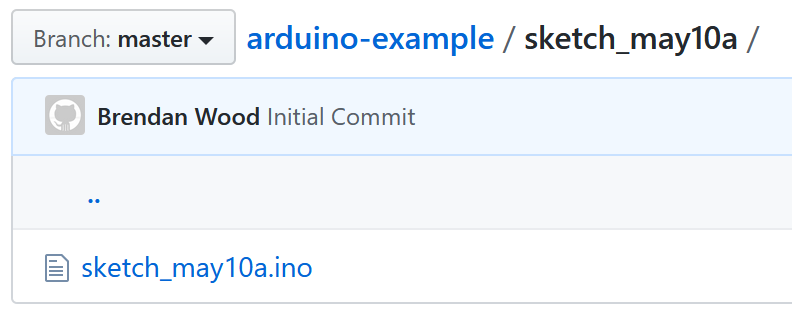 Branch: master arduino-example / sketch_may10a /
Brendan Wood Initial Commit
..
sketch_may10a.ino